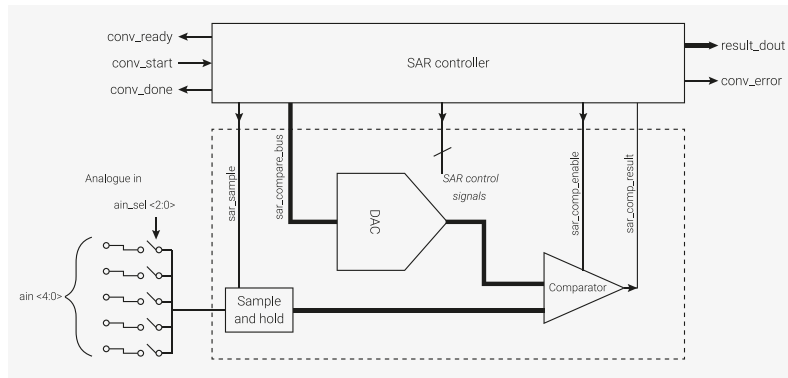 conv_ready
conv_start
conv_done
SAR controller
result_dout
conv_error
sar_sample
sar_compare_bus
SAR control
signals
sar_comp_enable
sar_comp_result
Analogue in
ain_sel <2:0>
DAC
ain <4:0>
Sample
and hold
Comparator